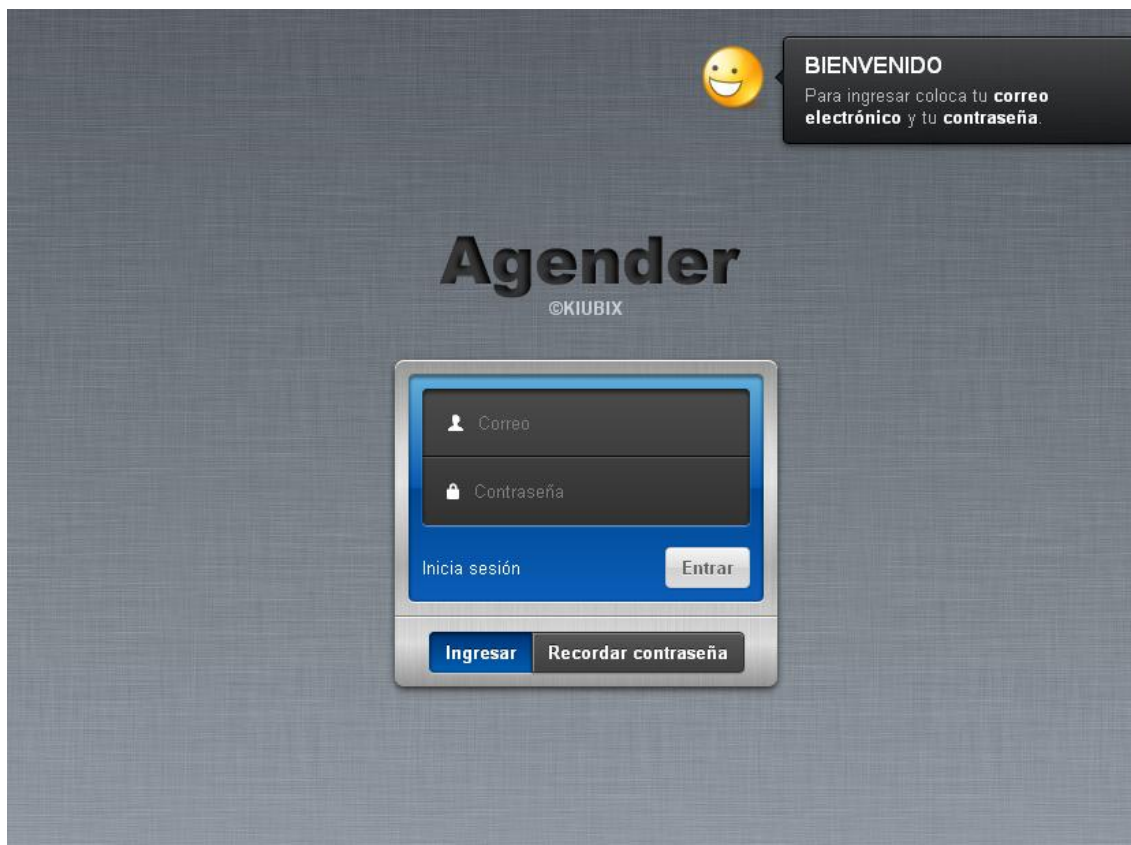 BIENVENIDO
Para ingresar coloca tu correo
electrónico y tu contraseña.
Agender
©KIUBIX
Correo
Contraseña
Inicia sesión
Entrar
Ingresar
Recordar contraseña